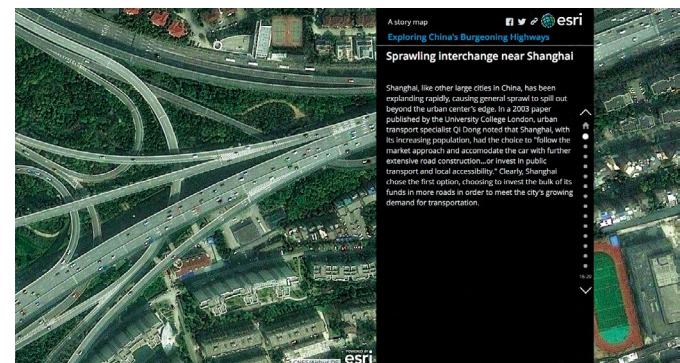 A story map
esri
Exploring China's Burgeoning Highways
Sprawling interchange near Shanghai
Shanghai, like other large cities in China, has been
explanding rapidly, causing general sprawl to spill out
beyond the urban center's edge. In a 2003 paper
published by the University College London, urban
transport specialist QI Dong noted that Shanghai, with
its increasing population, had the choice to "follow the
market approach and accomodate the car with further
extensive road construction...or invest in public
transport and local accessibility." Clearly, Shanghai
chose the first option, choosing to invest the bulk of its
funds in more roads in order to meet the city's growing
demand for transportation.
16-20
POWERED BY
esri